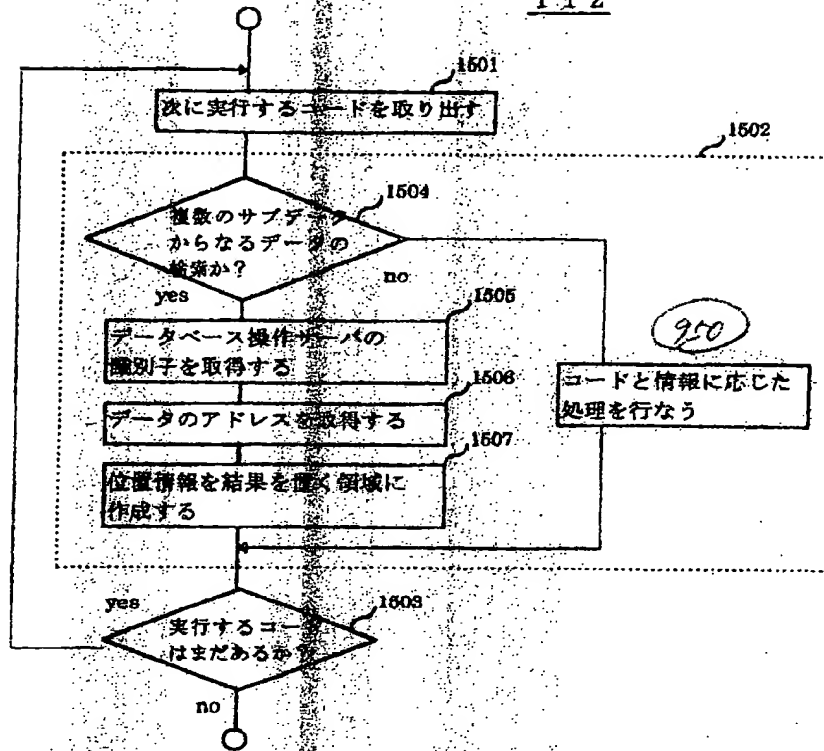 112
1501
次に実行するコードを取り出す
1502
1504
複数のサブデータ
からなるデータの
検索か?
no
yes
1505
データベース操作サーバの
識別子を取得する
950
1506
コードと情報に応じた
処理を行なう
データのアドレスを取得する
1507
位置情報を結果を置く領域に
作成する
yes
1503
実行するコード
はまだあるか?
no